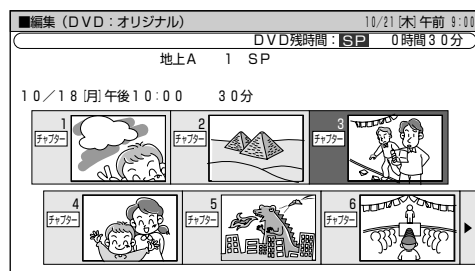 ■編集（DVD：オリジナル） 10/21[木]午前 9:00
DVD残時間：SP 0時間30分
地上A 1 SP
10／18[月]午後10:00 30分
1 2 3
チャプター チャプター チャプター
4 5 6
チャプター チャプター チャプター